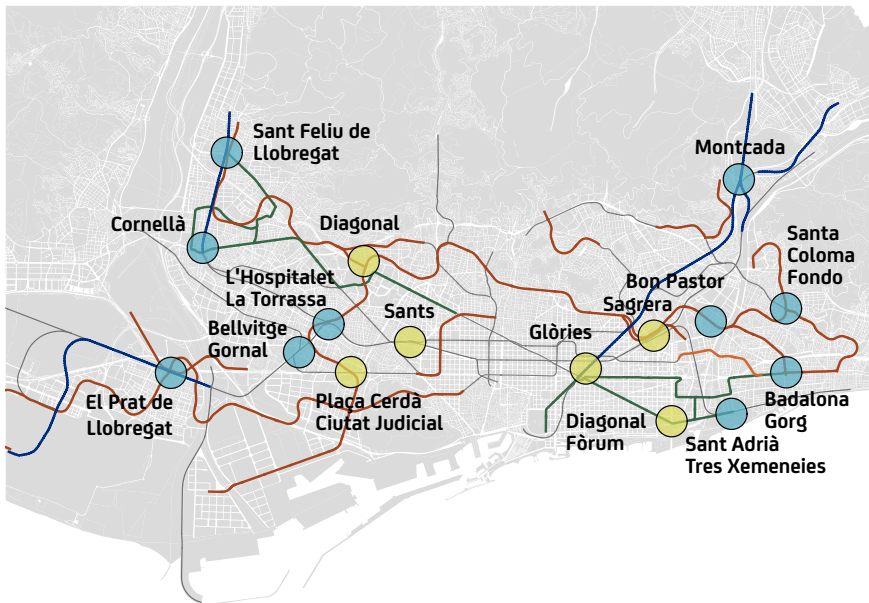 Sant Feliu de
Llobregat
Montcada
Cornellà
Diagonal
Santa
Coloma
Fondo
L'Hospitalet
La Torrassa
Bon Pastor
Sagrera
Sants
Glòries
Bellvitge
Gornal
El Prat de
Llobregat
Plaça Cerdà
Ciutat Judicial
Diagonal
Fòrum
Badalona
Gorg
Sant Adrià
Tres Xemeneies